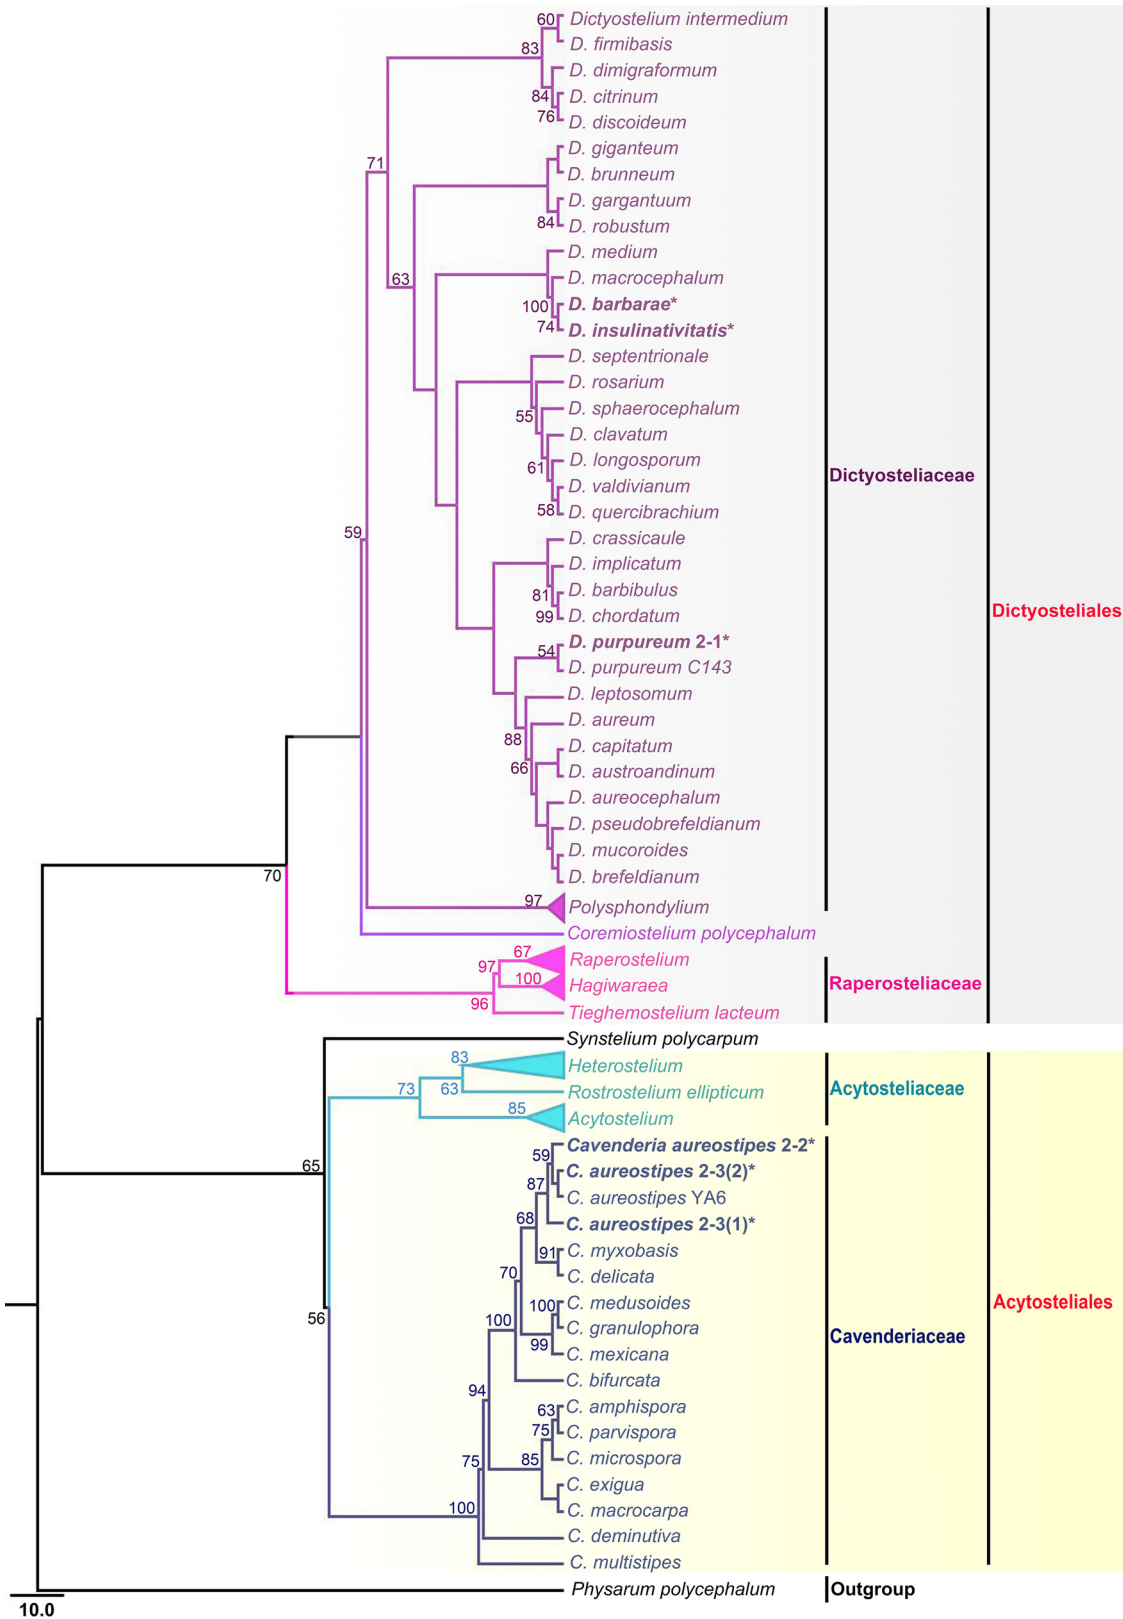 60
Dictyostelium intermedium
D. firmibasis
83
D. dimigraformum
84
D. citrinum
76
D. discoideum
D. giganteum
71
D. brunneum
D. gargantuum
84
D. robustum
D. medium
63
D. macrocephalum
100
D. barbarae*
74
D. insulinativitatis*
D. septentrionale
D. rosarium
55
D. sphaerocephalum
D. clavatum
61
D. longosporum
Dictyosteliaceae
D. valdivianum
58
D. quercibrachium
59
D. crassicaule
D. implicatum
81
D. barbibulus
99
D. chordatum
Dictyosteliales
54
D. purpureum 2-1*
D. purpureum C143
D. leptosomum
D. aureum
88
D. capitatum
66
D. austroandinum
D. aureocephalum
D. pseudobrefeldianum
D. mucoroides
70
D. brefeldianum
97
Polysphondylium
Coremiostelium polycephalum
67
Raperostelium
97
100
Hagiwaraea
Raperosteliaceae
96
Tieghemostelium lacteum
Synstelium polycarpum
83
Heterostelium
73
63
Rostrostelium ellipticum
Acytosteliaceae
85
Acytostelium
Cavenderia aureostipes 2-2*
59
65
C. aureostipes 2-3(2)*
87
C. aureostipes YA6
68
C. aureostipes 2-3(1)*
91
C. myxobasis
70
C. delicata
100
C. medusoides
Acytosteliales
56
100
C. granulophora
Cavenderiaceae
99
C. mexicana
C. bifurcata
94
63
C. amphispora
75
C. parvispora
75
85
C. microspora
C. exigua
100
C. macrocarpa
C. deminutiva
C. multistipes
Physarum polycephalum
Outgroup
10.0